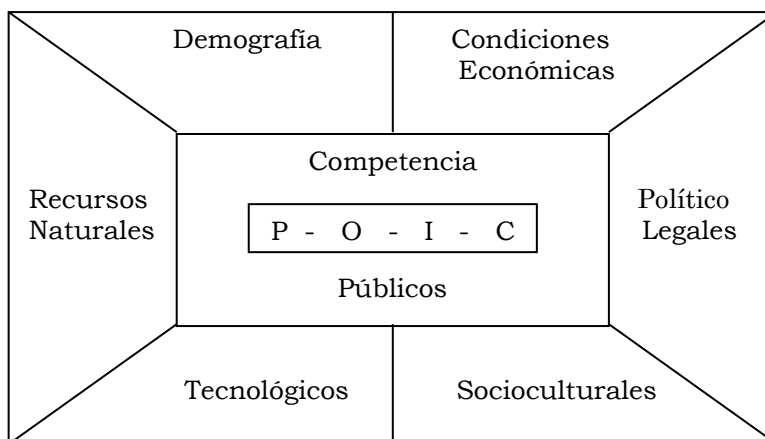 Demografía
Condiciones
Económicas
Competencia
Recursos
Naturales
P - O - I - C
Político
Legales
Públicos
Tecnológicos
Socioculturales